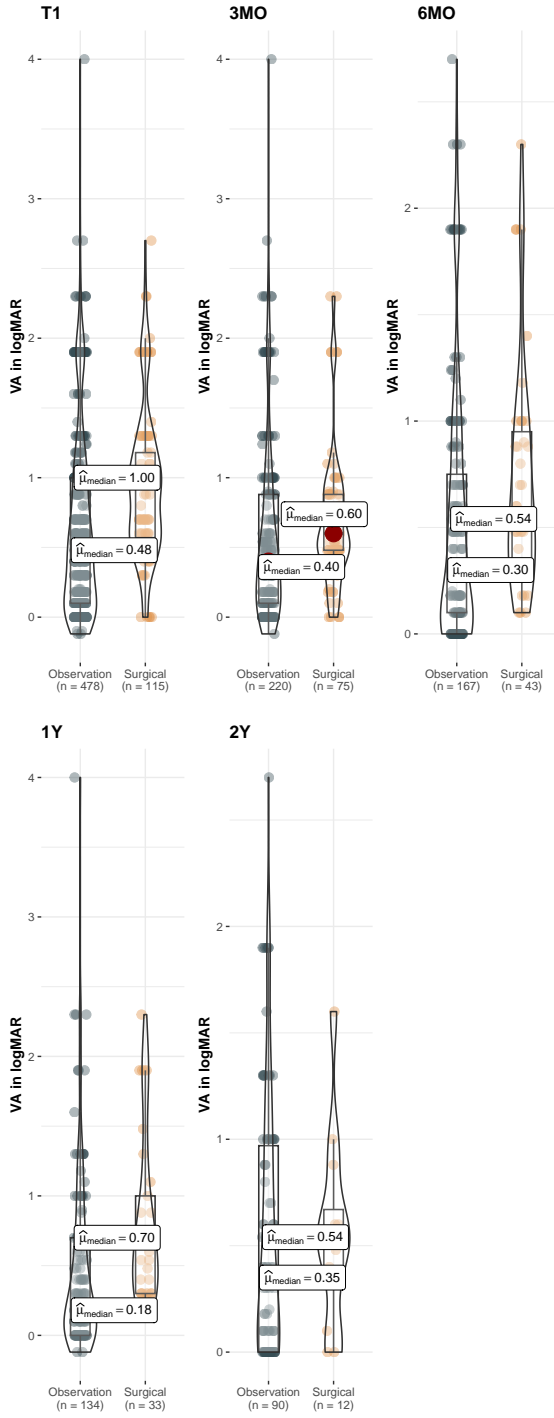 T1
3MO
6MO
VA in logMAR
4
3
2
1
0
μ̂median = 1.00
μ̂median = 0.48
Observation
(n = 478)
Surgical
(n = 115)
VA in logMAR
4
3
2
1
0
μ̂median = 0.60
μ̂median = 0.40
Observation
(n = 220)
Surgical
(n = 75)
VA in logMAR
2
1
0
μ̂median = 0.54
μ̂median = 0.30
Observation
(n = 167)
Surgical
(n = 43)
1Y
2Y
VA in logMAR
4
3
2
1
0
μ̂median = 0.70
μ̂median = 0.18
Observation
(n = 134)
Surgical
(n = 33)
VA in logMAR
2
1
0
μ̂median = 0.54
μ̂median = 0.35
Observation
(n = 90)
Surgical
(n = 12)